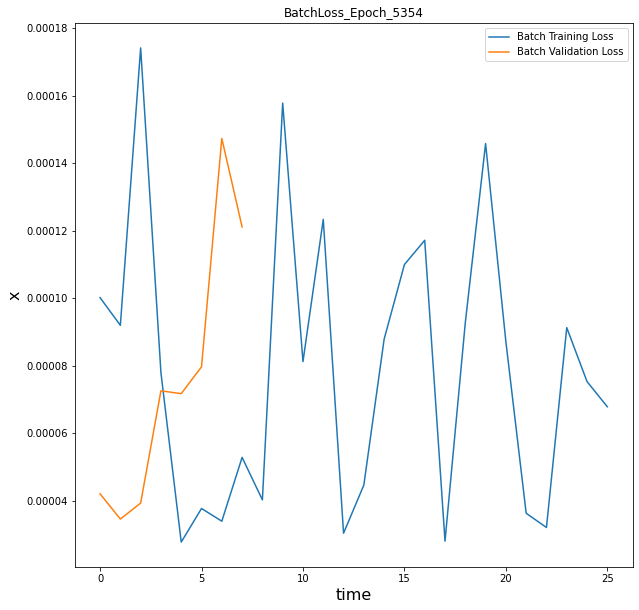 BatchLoss_Epoch_5354
Batch Training Loss
Batch Validation Loss
0.00018
0.00016
0.00014
0.00012
0.00010
0.00008
0.00006
0.00004
x
0 5 10 15 20 25
time